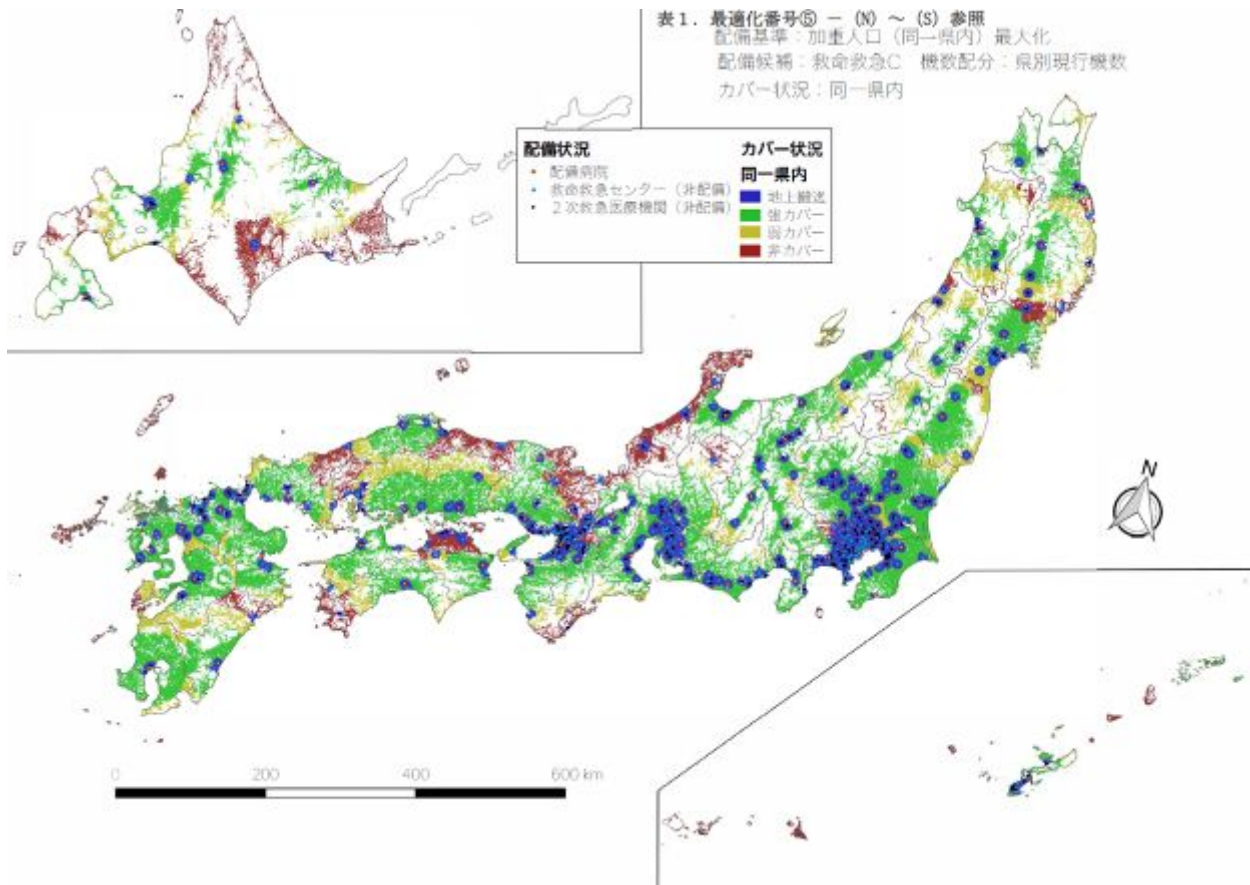 表1. 最適化番号⑤ － (N) ～ (S) 参照
配備基準：加重人口（同一県内）最大化
配備候補：救命救急C 機数配分：県別現行機数
カバー状況：同一県内
配備状況
配備病院
救命救急センター（非配備）
2次救急医療機関（非配備）
カバー状況
同一県内
地上搬送
強カバー
弱カバー
非カバー
N
0 200 400 600 km